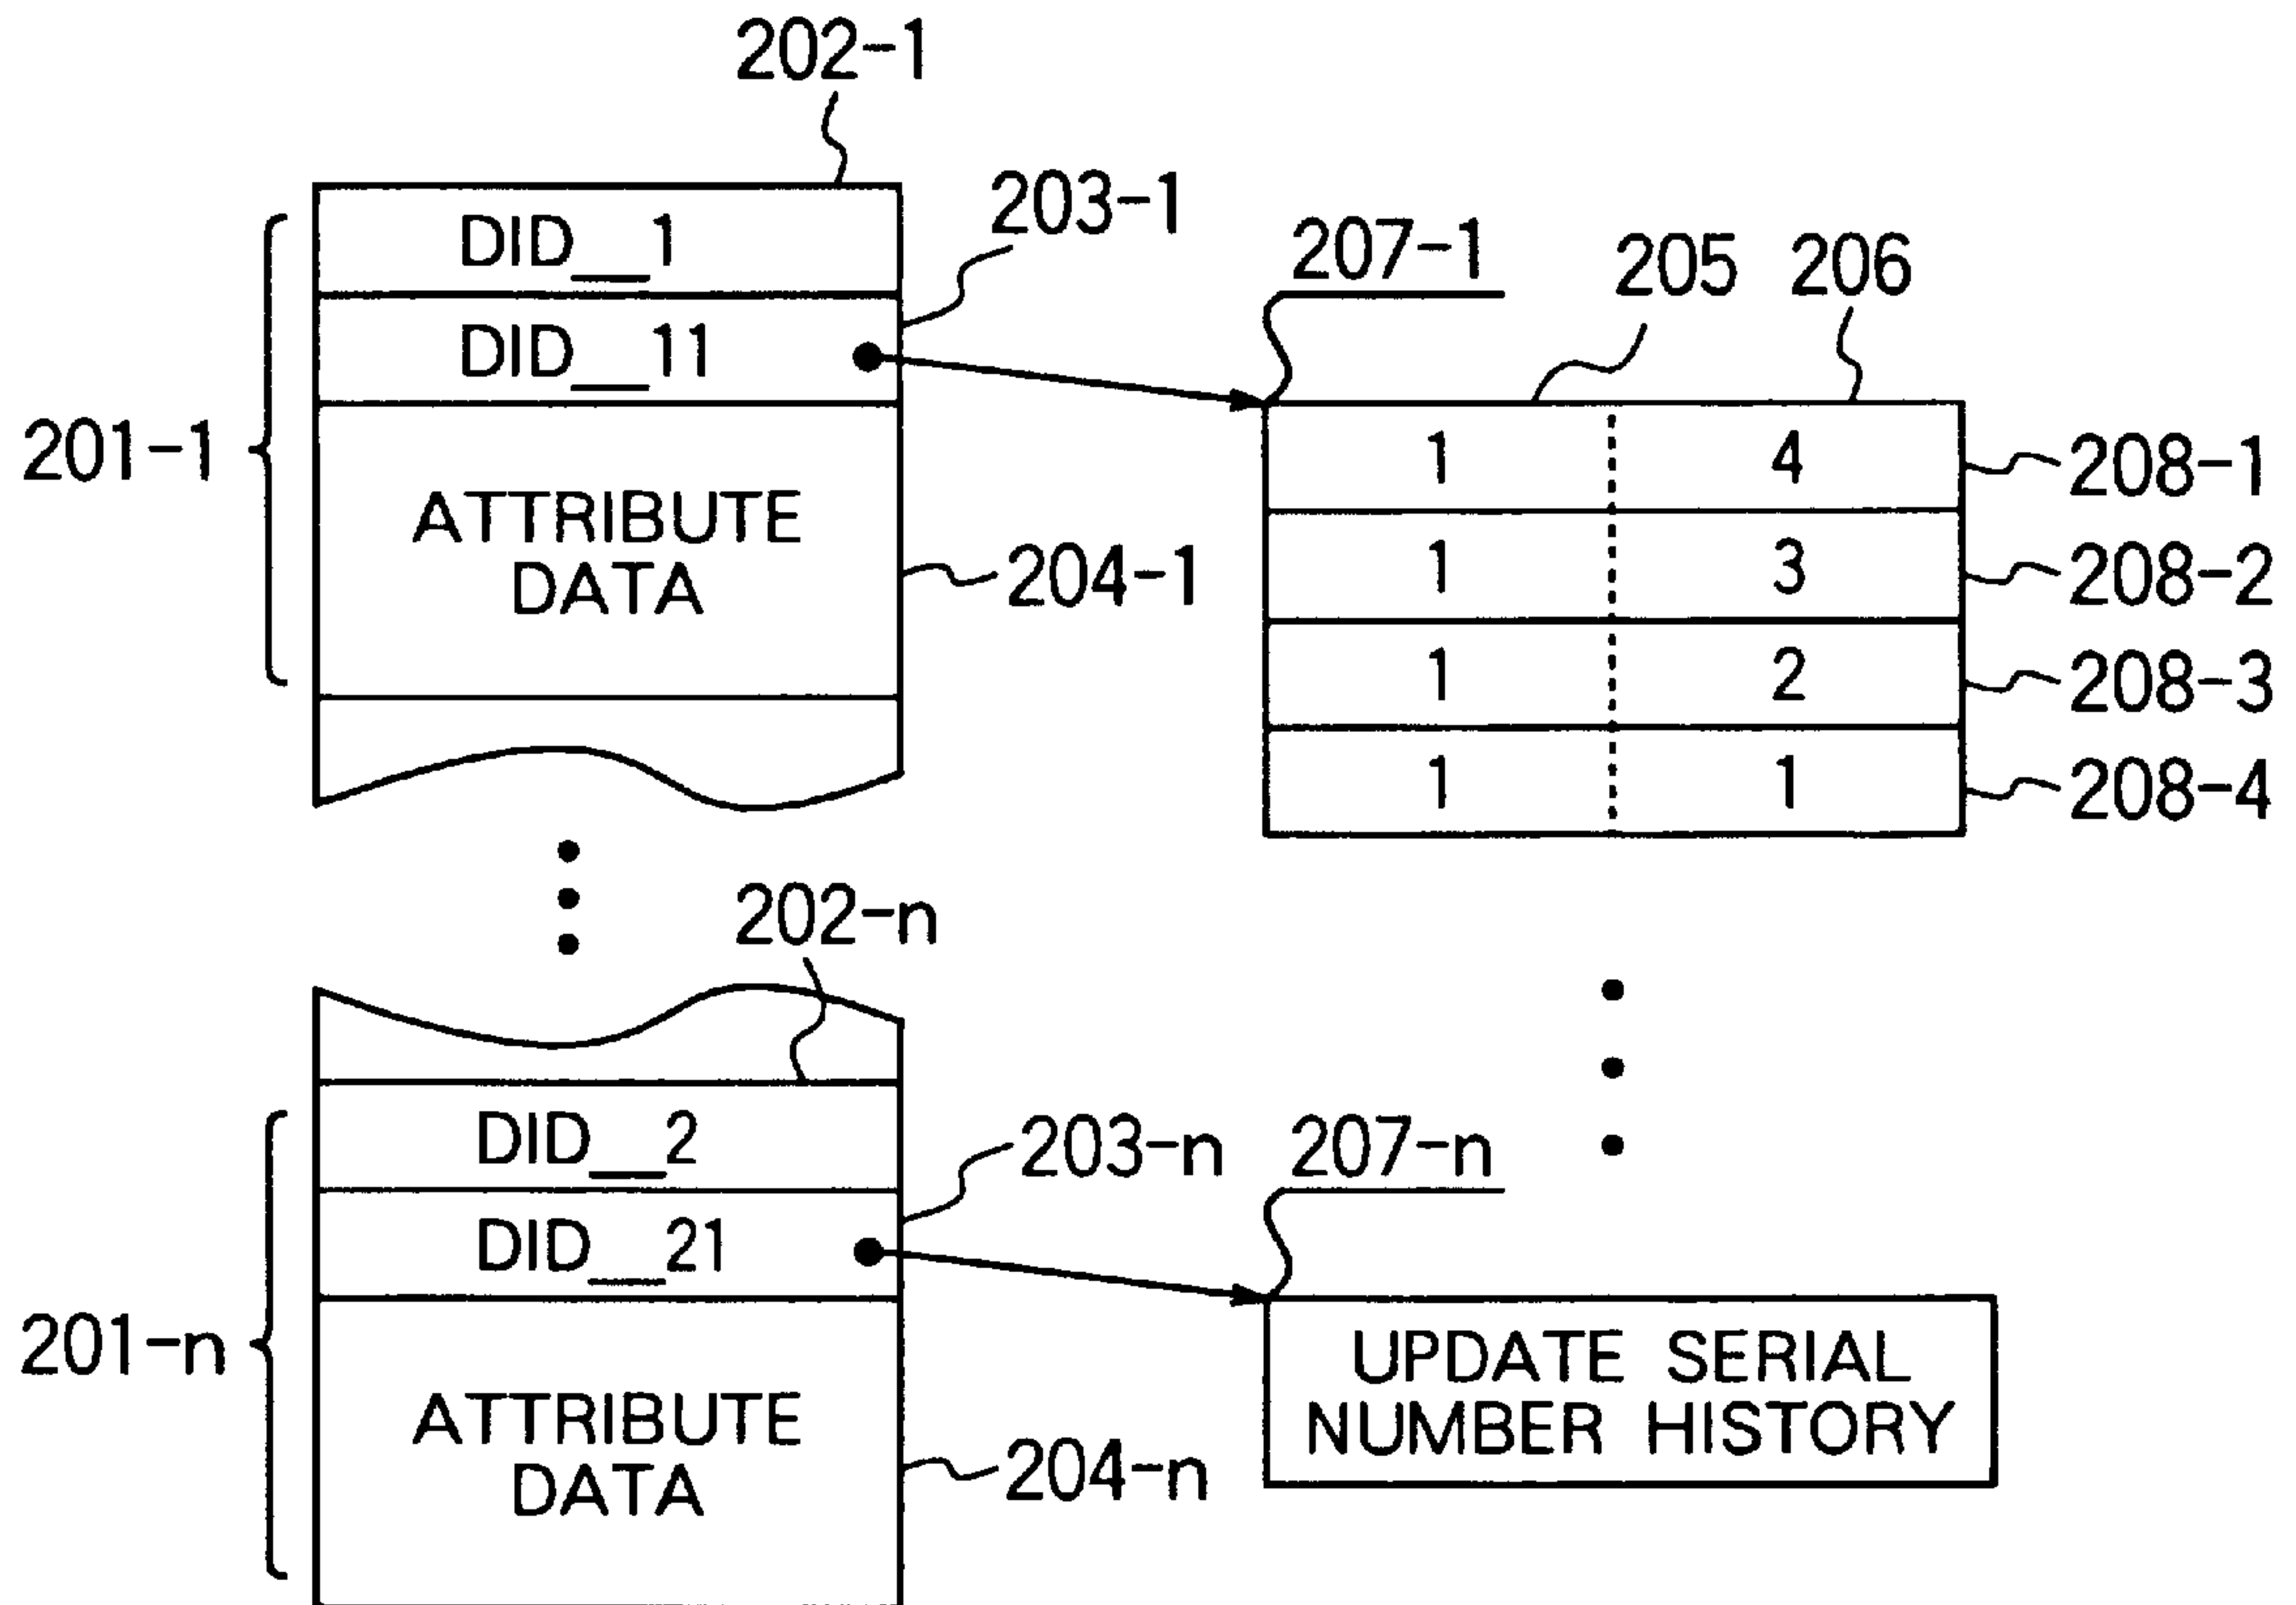 202-1
203-1
207-1
205
206
DID__1
DID__11
201-1
ATTRIBUTE
DATA
204-1
1 4
208-1
1 3
208-2
1 2
208-3
1 1
208-4
202-n
203-n
207-n
DID__2
DID__21
201-n
ATTRIBUTE
DATA
204-n
UPDATE SERIAL
NUMBER HISTORY